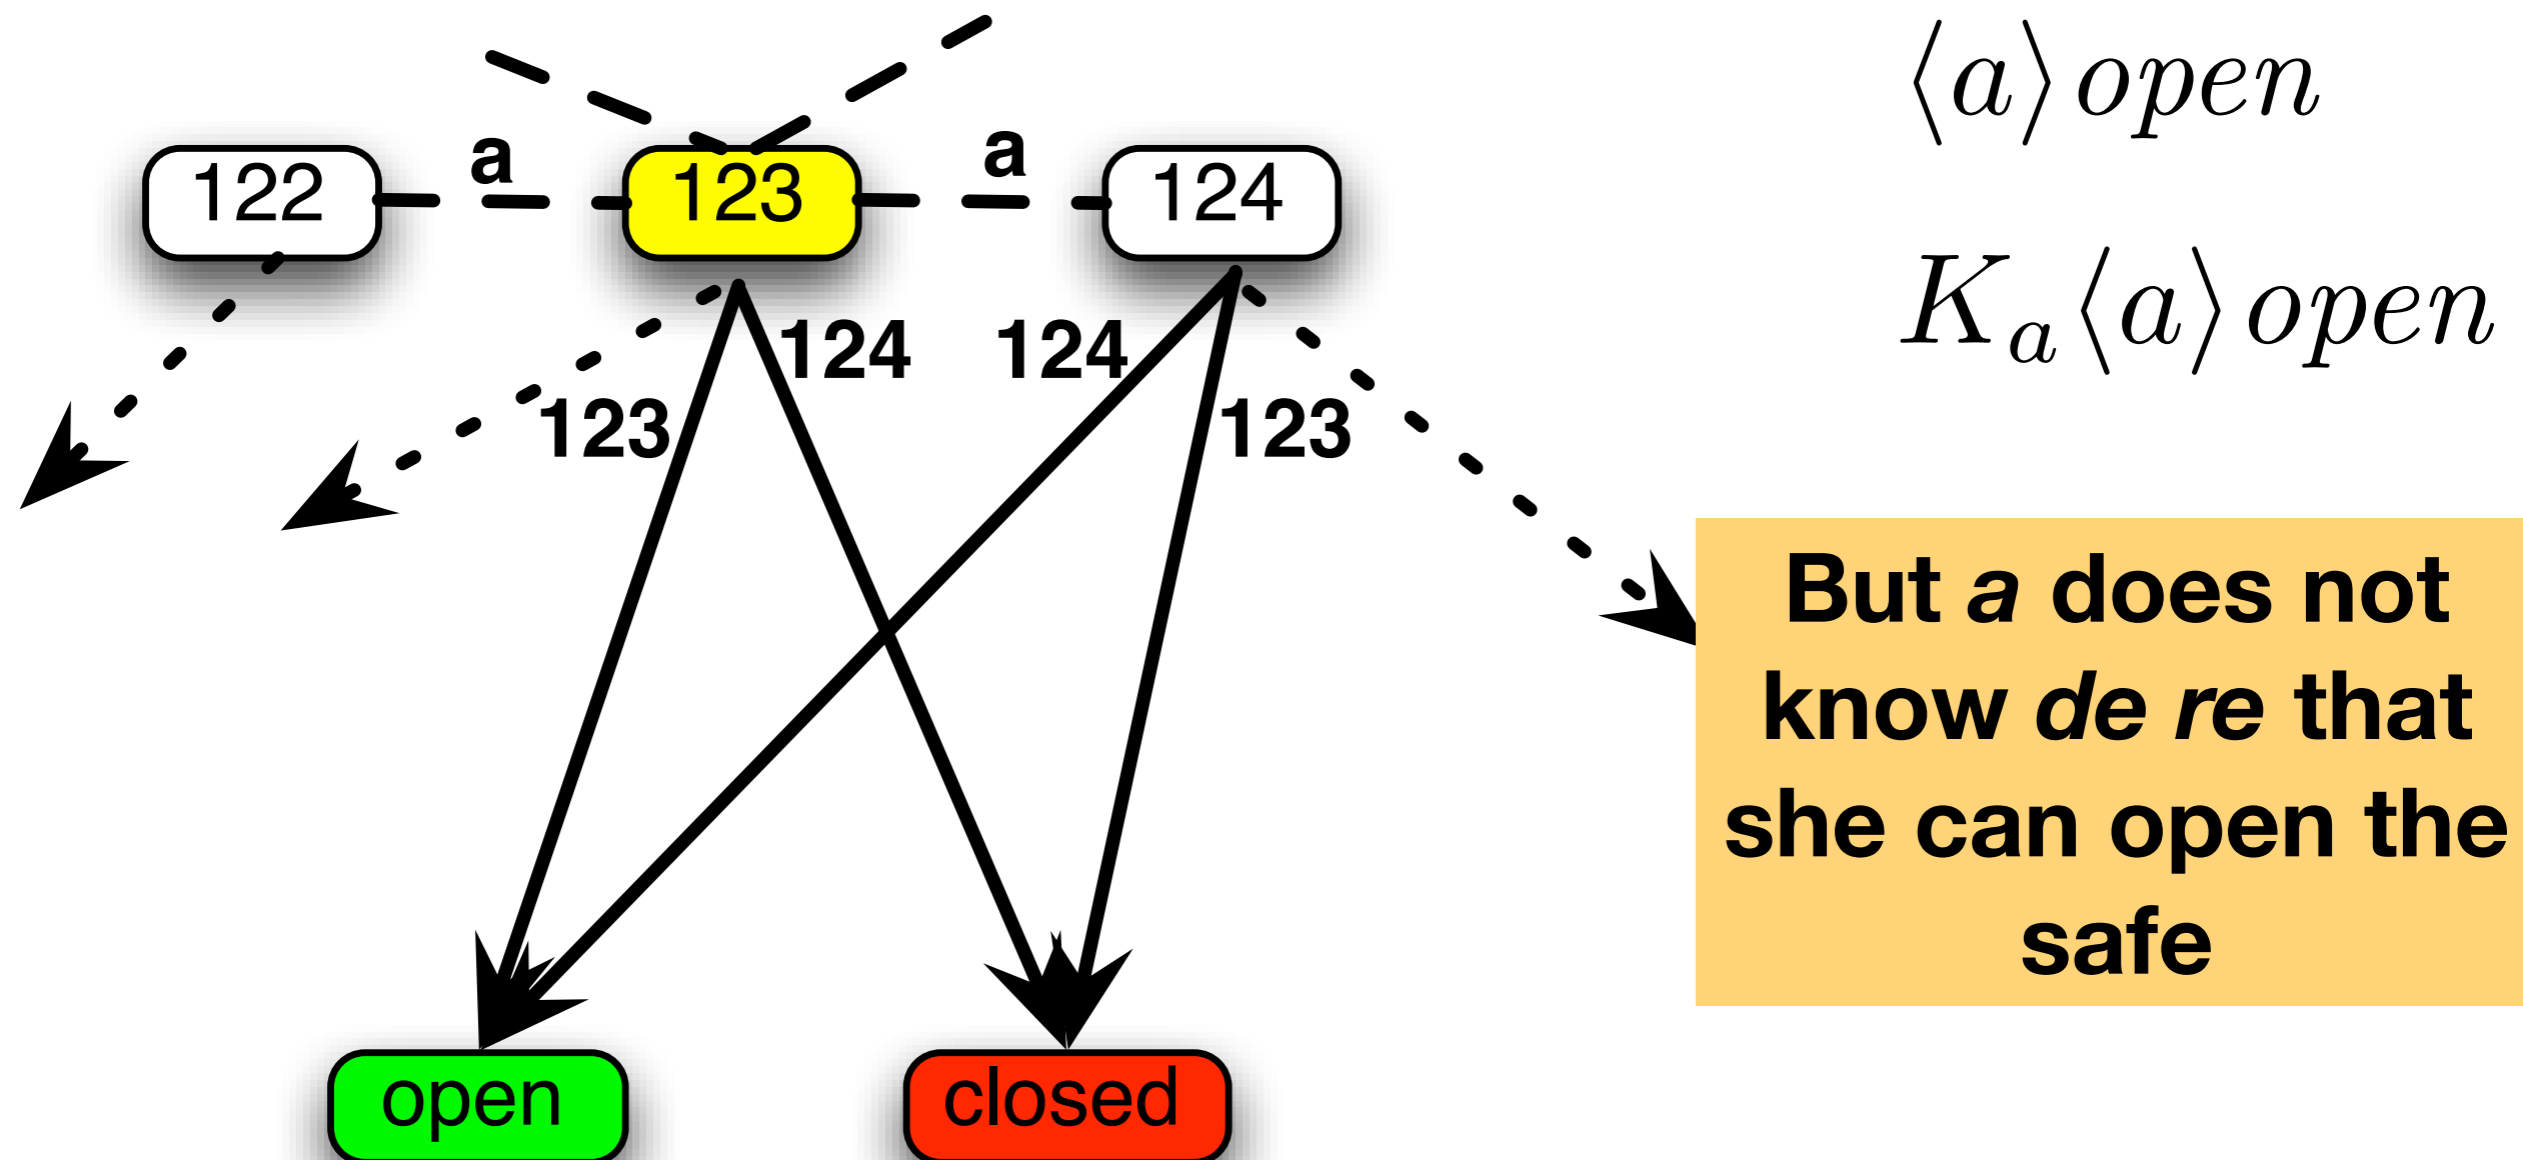 ⟨a⟩open
a
a
122
123
124
K_a⟨a⟩open
124
124
123
123
But a does not
know de re that
she can open the
safe
open
closed